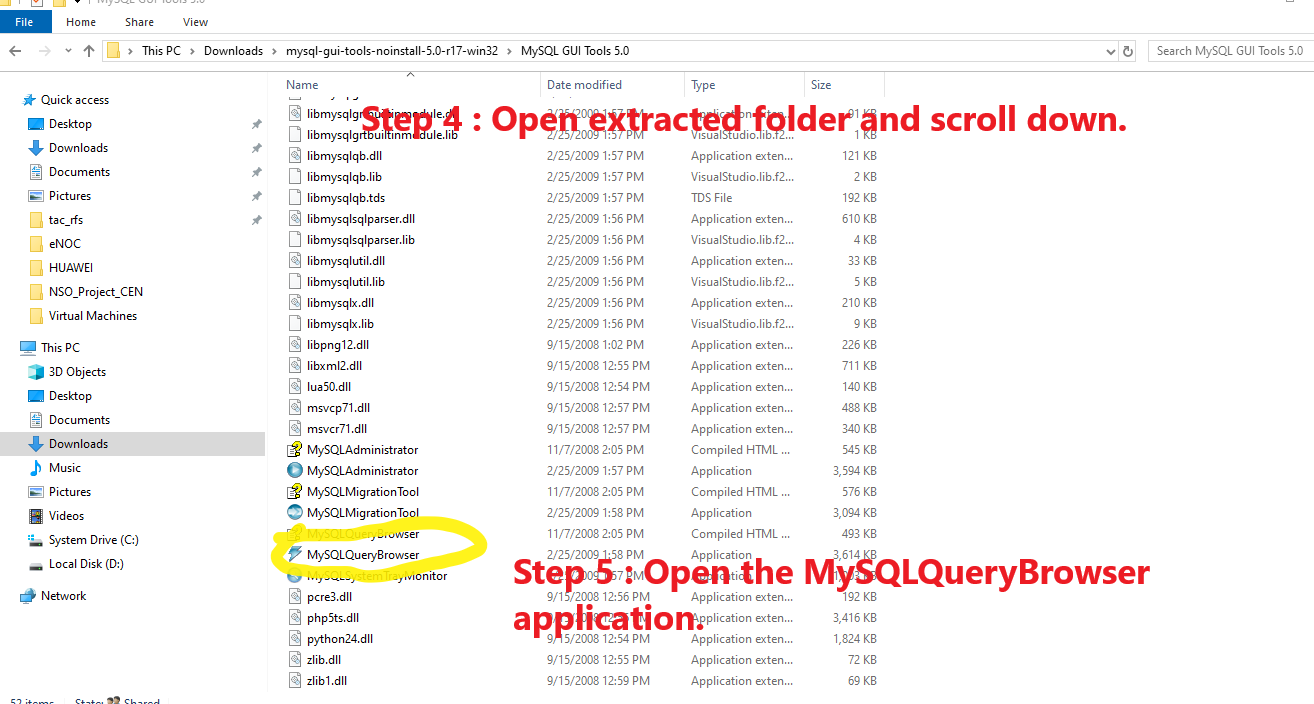 MySQL GUI Tools 5.0
File Home Share View
This PC > Downloads > mysql-gui-tools-noinstall-5.0-r17-win32 > MySQL GUI Tools 5.0 Search MySQL GUI Tools 5.0
Name Date modified Type Size
Step 4 : Open extracted folder and scroll down.
libmysqlgrtbuiltinmodule.dll 2/25/2009 1:57 PM Application exten... 91 KB
libmysqlgrtbuiltinmodule.lib 2/25/2009 1:57 PM VisualStudio.lib.f2... 1 KB
libmysqlqb.dll 2/25/2009 1:57 PM Application exten... 121 KB
libmysqlqb.lib 2/25/2009 1:57 PM VisualStudio.lib.f2... 2 KB
libmysqlqb.tds 2/25/2009 1:57 PM TDS File 192 KB
libmysqlsqlparser.dll 2/25/2009 1:56 PM Application exten... 610 KB
libmysqlsqlparser.lib 2/25/2009 1:56 PM VisualStudio.lib.f2... 4 KB
libmysqlutil.dll 2/25/2009 1:56 PM Application exten... 33 KB
libmysqlutil.lib 2/25/2009 1:56 PM VisualStudio.lib.f2... 5 KB
libmysqlx.dll 2/25/2009 1:56 PM Application exten... 210 KB
libmysqlx.lib 2/25/2009 1:56 PM VisualStudio.lib.f2... 9 KB
libpng12.dll 9/15/2008 1:02 PM Application exten... 226 KB
libxml2.dll 9/15/2008 12:55 PM Application exten... 711 KB
lua50.dll 9/15/2008 12:54 PM Application exten... 140 KB
msvcp71.dll 9/15/2008 12:57 PM Application exten... 488 KB
msvcr71.dll 9/15/2008 12:57 PM Application exten... 340 KB
MySQLAdministrator 11/7/2008 2:05 PM Compiled HTML ... 545 KB
MySQLAdministrator 2/25/2009 1:57 PM Application 3,594 KB
MySQLMigrationTool 11/7/2008 2:05 PM Compiled HTML ... 576 KB
MySQLMigrationTool 2/25/2009 1:58 PM Application 3,094 KB
MySQLQueryBrowser 11/7/2008 2:05 PM Compiled HTML ... 493 KB
MySQLQueryBrowser 2/25/2009 1:58 PM Application 3,614 KB
MySQLSystemTrayMonitor 2/25/2009 1:57 PM Application
Step 5 : Open the MySQLQueryBrowser
application.
pcre3.dll 9/15/2008 12:56 PM Application exten... 192 KB
php5ts.dll Application exten... 3,416 KB
python24.dll 9/15/2008 12:54 PM Application exten... 1,824 KB
zlib.dll 9/15/2008 12:55 PM Application exten... 72 KB
zlib1.dll 9/15/2008 12:59 PM Application exten... 69 KB
Quick access
Desktop
Downloads
Documents
Pictures
tac_rfs
eNOC
HUAWEI
NSO_Project_CEN
Virtual Machines
This PC
3D Objects
Desktop
Documents
Downloads
Music
Pictures
Videos
System Drive (C:)
Local Disk (D:)
Network
52 items State: Shared